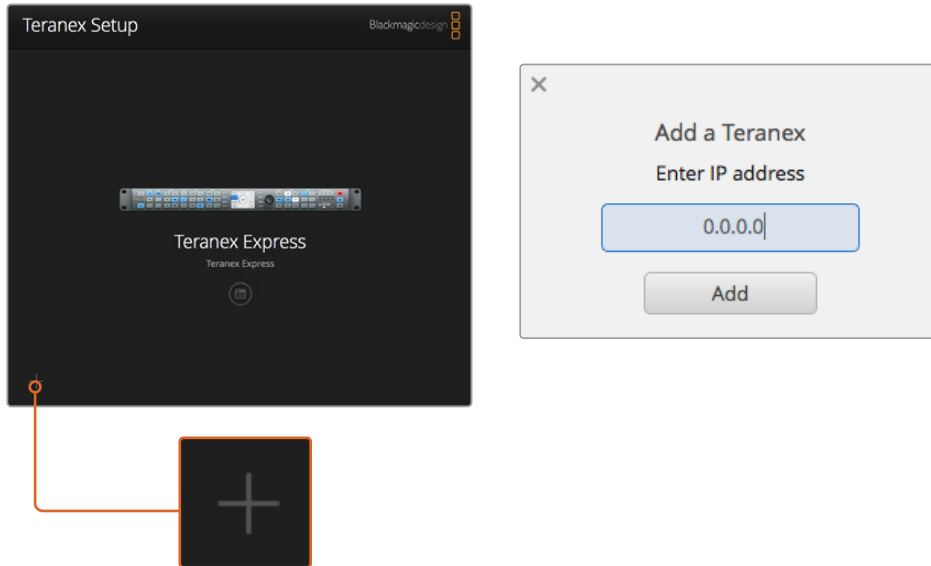 Teranex Setup
Blackmagicdesign
Teranex Express
Teranex Express
Add a Teranex
Enter IP address
0.0.0.0
Add